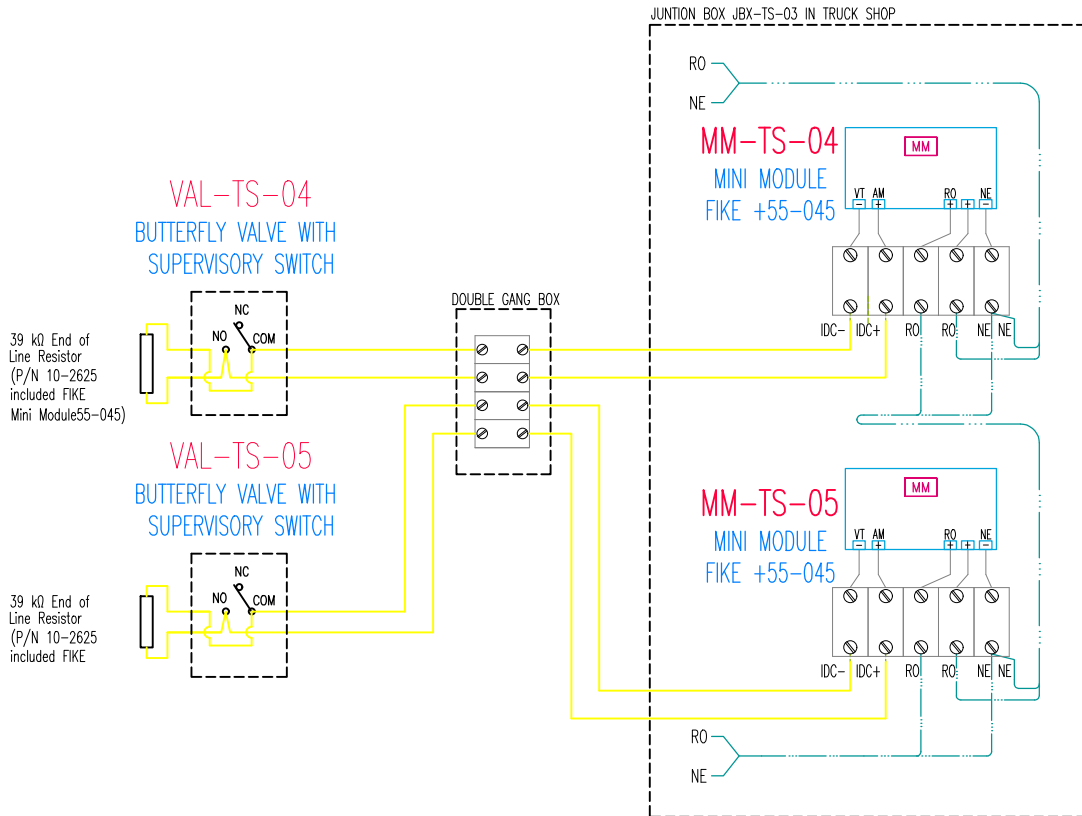 JUNTION BOX JBX-TS-03 IN TRUCK SHOP
RO
NE
MM-TS-04
MINI MODULE
FIKE +55-045
MM
VT AM RO NE
- + + + -
IDC- IDC+ RO RO NE NE
VAL-TS-04
BUTTERFLY VALVE WITH
SUPERVISORY SWITCH
NC
NO COM
39 kΩ End of
Line Resistor
(P/N 10-2625
included FIKE
Mini Module55-045)
DOUBLE GANG BOX
VAL-TS-05
BUTTERFLY VALVE WITH
SUPERVISORY SWITCH
NC
NO COM
39 kΩ End of
Line Resistor
(P/N 10-2625
included FIKE
MM-TS-05
MINI MODULE
FIKE +55-045
MM
VT AM RO NE
- + + + -
IDC- IDC+ RO RO NE NE
RO
NE